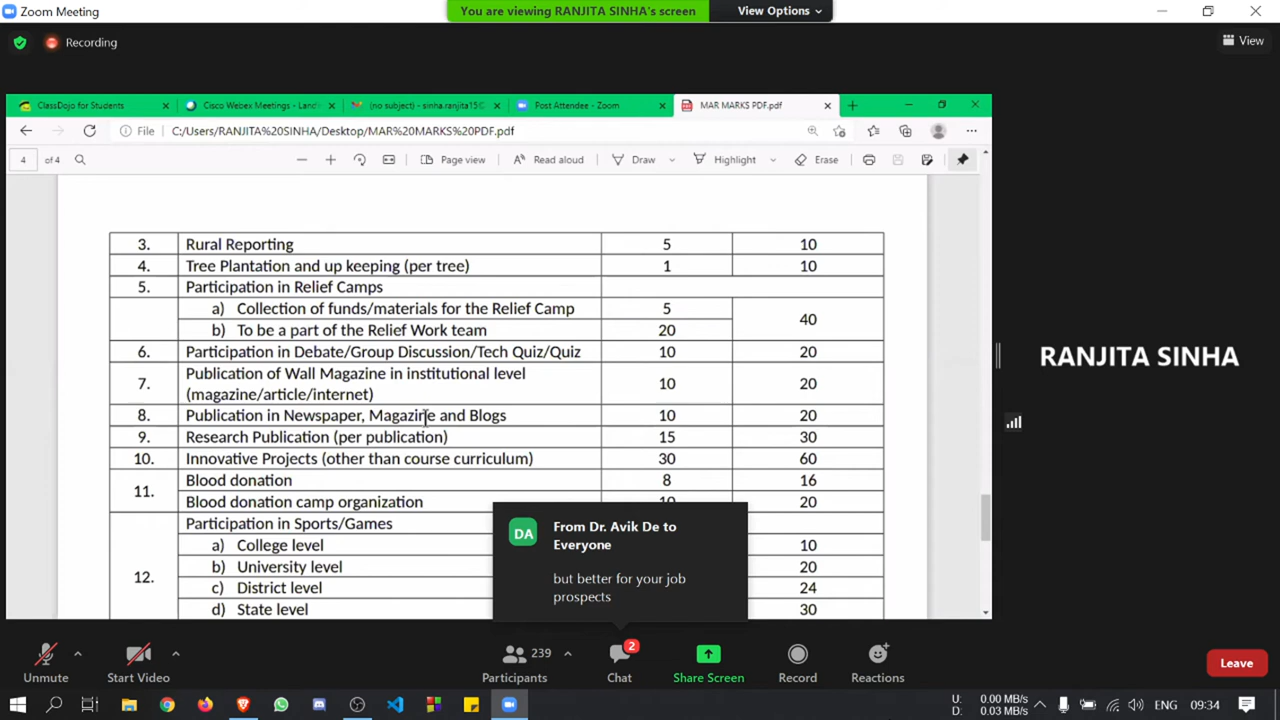 Zoom Meeting
You are viewing RANJITA SINHA's screen
View Options
Recording
View
ClassDojo for Students
Cisco Webex Meetings - Land
(no subject) - sinha.ranjita15@
Post Attendee - Zoom
MAR MARKS PDF.pdf
File
C:/Users/RANJITA%20SINHA/Desktop/MAR%20MARKS%20PDF.pdf
4 of 4
Page view
Read aloud
Draw
Highlight
Erase
3. Rural Reporting 5 10
4. Tree Plantation and up keeping (per tree) 1 10
5. Participation in Relief Camps
a) Collection of funds/materials for the Relief Camp 5
40
b) To be a part of the Relief Work team 20
6. Participation in Debate/Group Discussion/Tech Quiz/Quiz 10 20
7. Publication of Wall Magazine in institutional level
(magazine/article/internet) 10 20
8. Publication in Newspaper, Magazine and Blogs 10 20
9. Research Publication (per publication) 15 30
10. Innovative Projects (other than course curriculum) 30 60
11. Blood donation 8 16
Blood donation camp organization 10 20
12. Participation in Sports/Games
a) College level 10
b) University level 20
c) District level 24
d) State level 30
DA
From Dr. Avik De to
Everyone
but better for your job
prospects
RANJITA SINHA
Unmute
Start Video
239
Participants
2
Chat
Share Screen
Record
Reactions
Leave
U: 0.00 MB/s
D: 0.03 MB/s
ENG
09:34